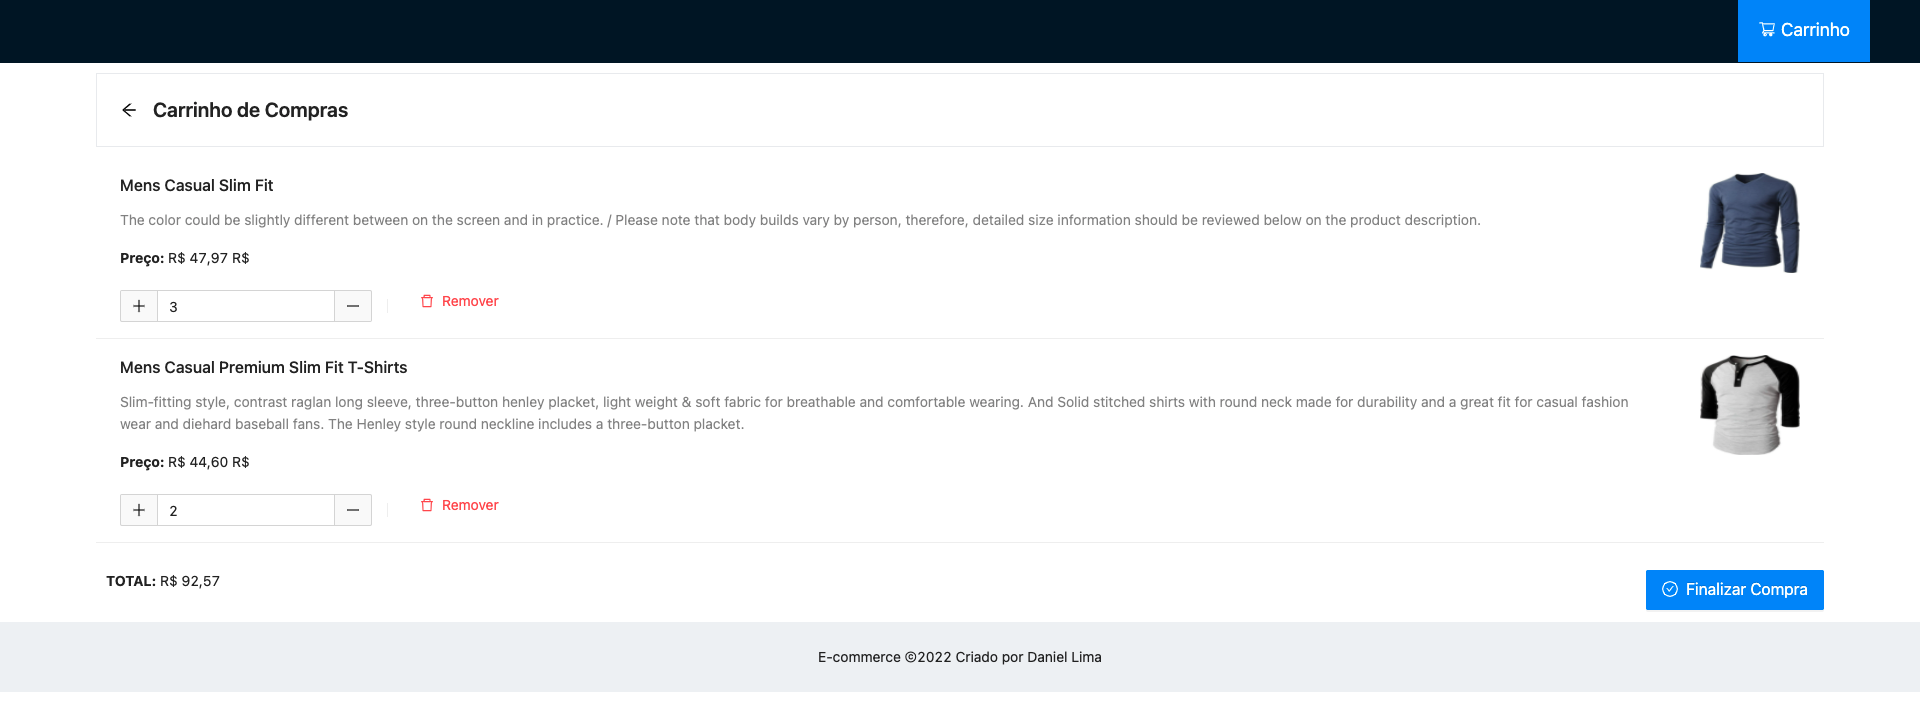 Carrinho
Carrinho de Compras
Mens Casual Slim Fit
The color could be slightly different between on the screen and in practice. / Please note that body builds vary by person, therefore, detailed size information should be reviewed below on the product description.
Preço: R$ 47,97 R$
3
Remover
Mens Casual Premium Slim Fit T-Shirts
Slim-fitting style, contrast raglan long sleeve, three-button henley placket, light weight & soft fabric for breathable and comfortable wearing. And Solid stitched shirts with round neck made for durability and a great fit for casual fashion
wear and diehard baseball fans. The Henley style round neckline includes a three-button placket.
Preço: R$ 44,60 R$
2
Remover
TOTAL: R$ 92,57
Finalizar Compra
E-commerce ©2022 Criado por Daniel Lima